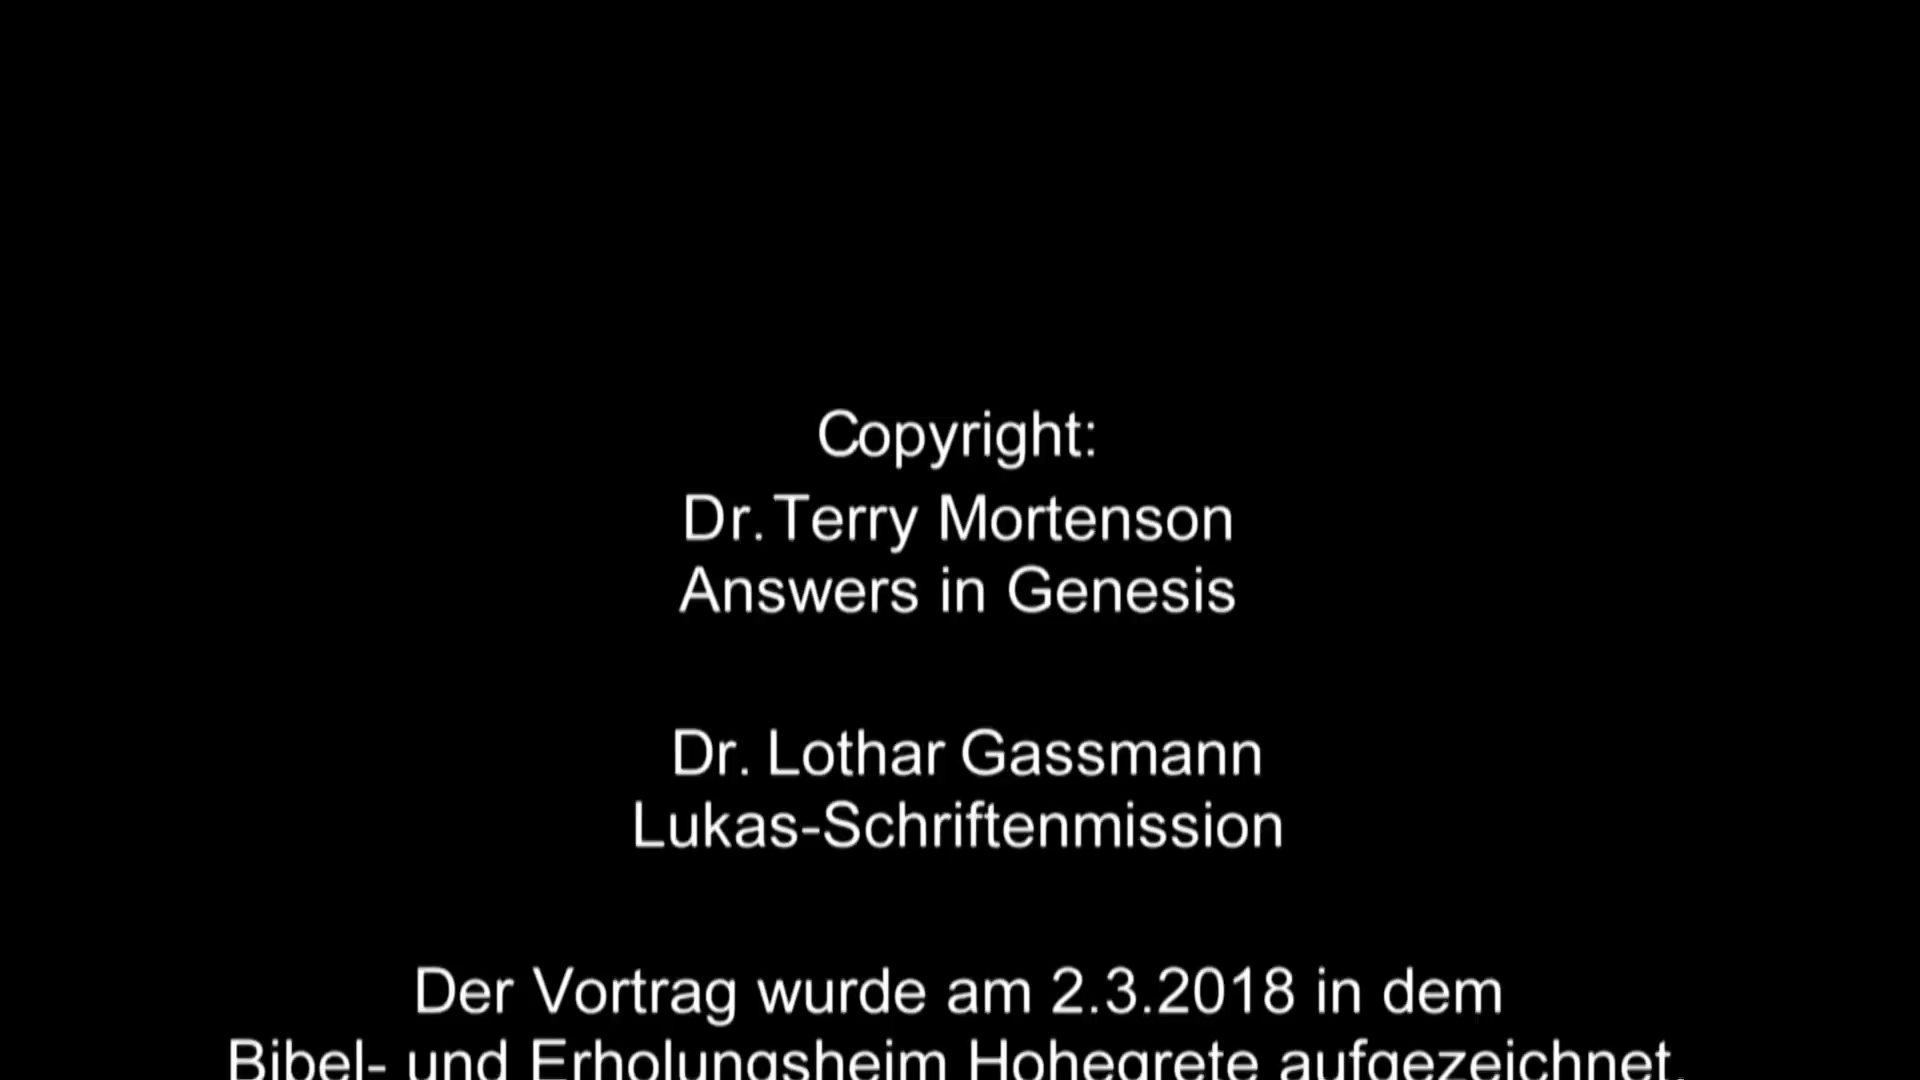 Copyright:
Dr. Terry Mortenson
Answers in Genesis
Dr. Lothar Gassmann
Lukas-Schriftenmission
Der Vortrag wurde am 2.3.2018 in dem
Bibel- und Erholungsheim Hohegrete aufgezeichnet.